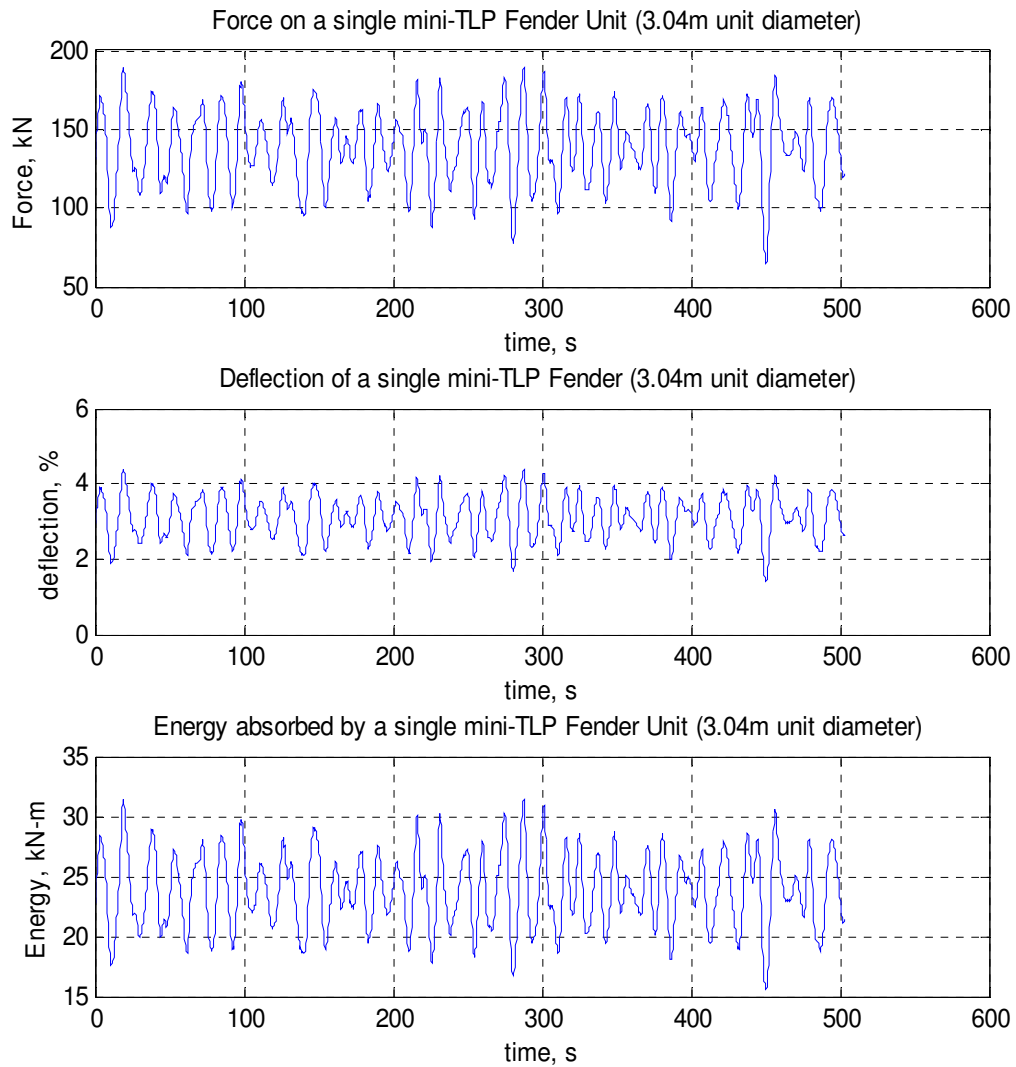 Force on a single mini-TLP Fender Unit (3.04m unit diameter)
200
150
100
50
Force, kN
0 100 200 300 400 500 600
time, s
Deflection of a single mini-TLP Fender (3.04m unit diameter)
6
4
2
0
deflection, %
0 100 200 300 400 500 600
time, s
Energy absorbed by a single mini-TLP Fender Unit (3.04m unit diameter)
35
30
25
20
15
Energy, kN-m
0 100 200 300 400 500 600
time, s